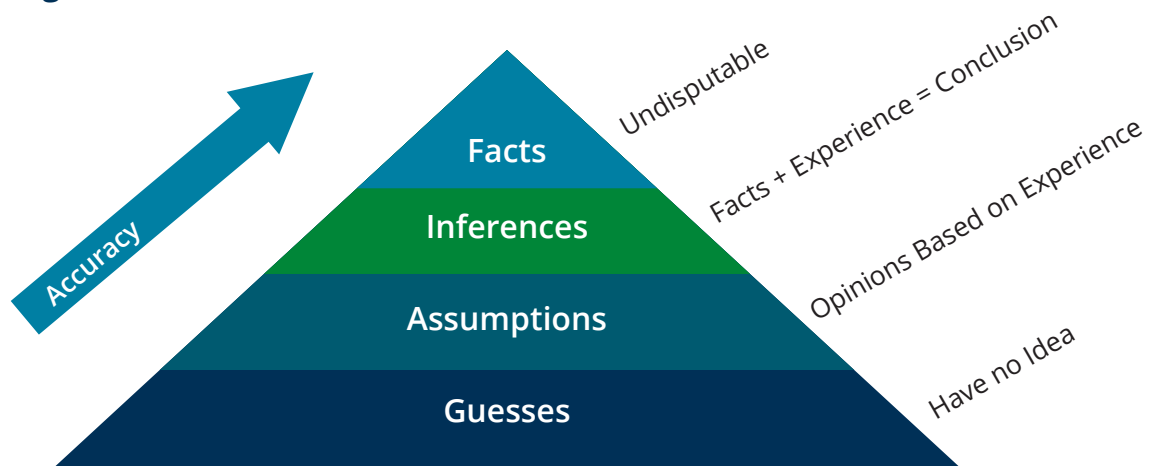 Undisputable
Facts
Facts + Experience = Conclusion
Inferences
Accuracy
Opinions Based on Experience
Assumptions
Have no Idea
Guesses